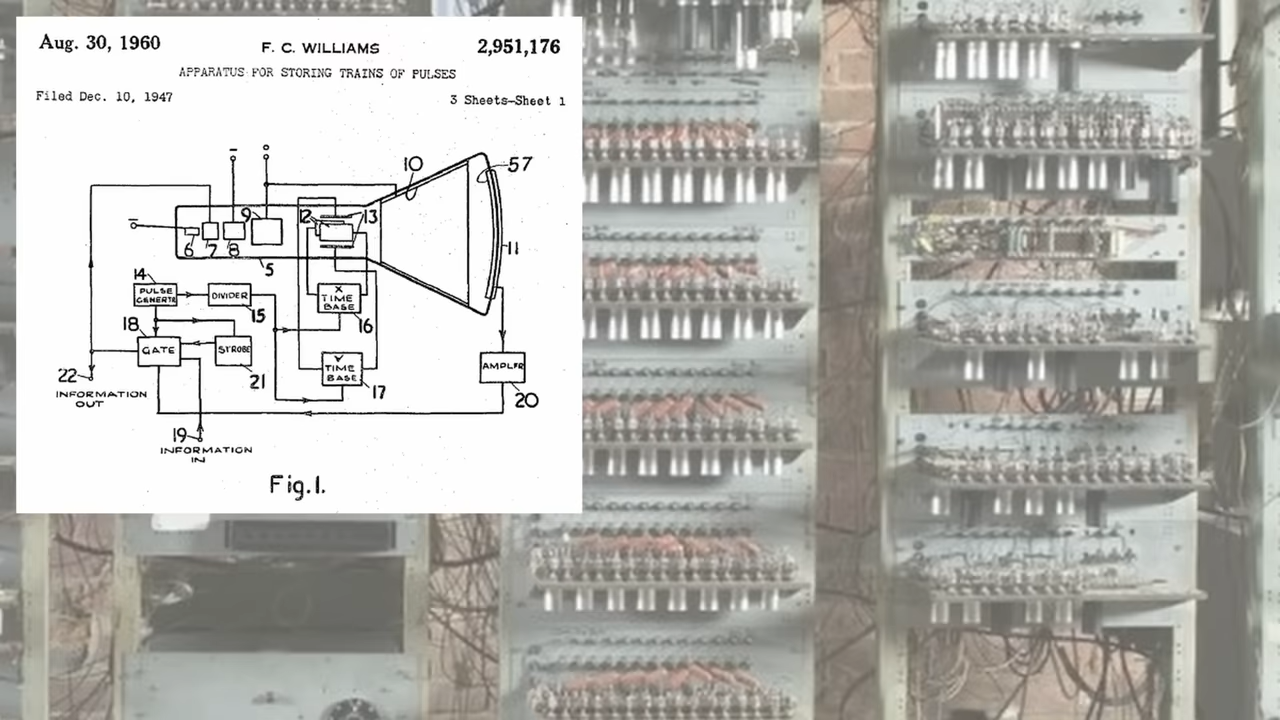 Aug. 30, 1960 F. C. WILLIAMS 2,951,176
APPARATUS FOR STORING TRAINS OF PULSES
Filed Dec. 10, 1947 3 Sheets-Sheet 1
10
57
9
12
13
6
7
8
5
11
14
PULSE
GENERTR
DIVIDER
15
X
TIME
BASE
16
18
GATE
STROBE
21
Y
TIME
BASE
17
AMPLFR
20
22
INFORMATION
OUT
19
INFORMATION
IN
Fig.1.